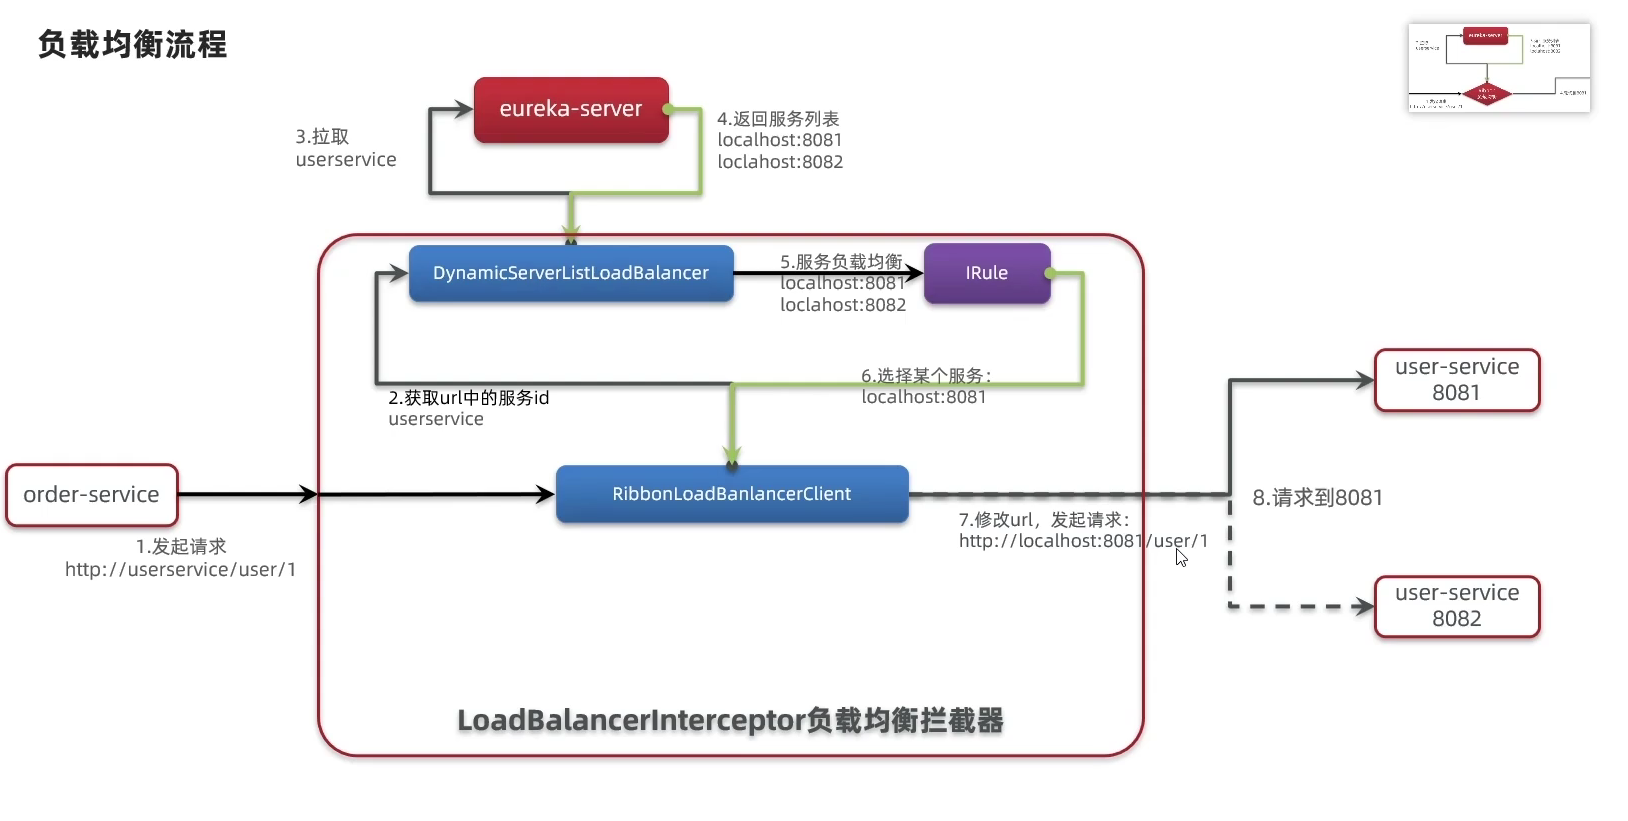 负载均衡流程
eureka-server
3.拉取
userservice
4.返回服务列表
localhost:8081
loclahost:8082
DynamicServerListLoadBalancer
5.服务负载均衡
localhost:8081
loclahost:8082
IRule
2.获取url中的服务id
userservice
6.选择某个服务：
localhost:8081
order-service
1.发起请求
http://userservice/user/1
RibbonLoadBanlancerClient
7.修改url，发起请求：
http://localhost:8081/user/1
user-service
8081
8.请求到8081
user-service
8082
LoadBalancerInterceptor负载均衡拦截器
eureka-server